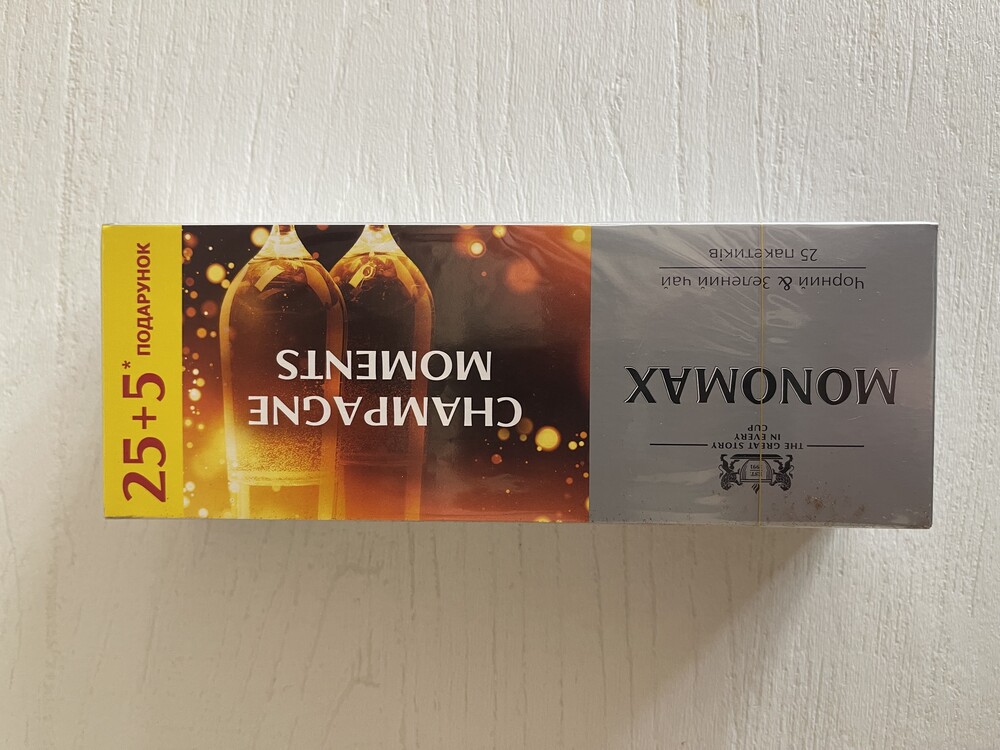 THE GREAT STORY
IN EVERY
CUP
MONOMAX
Чорний & Зелений чай
25 пакетиків
CHAMPAGNE
MOMENTS
25+5* ПОДАРУНОК